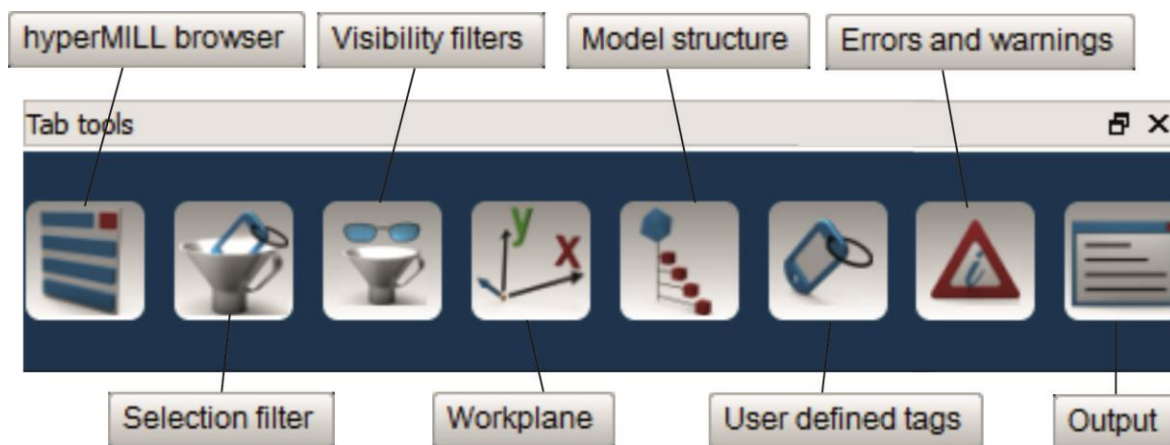 hyperMILL browser
Visibility filters
Model structure
Errors and warnings
Tab tools
y
x
i
Selection filter
Workplane
User defined tags
Output